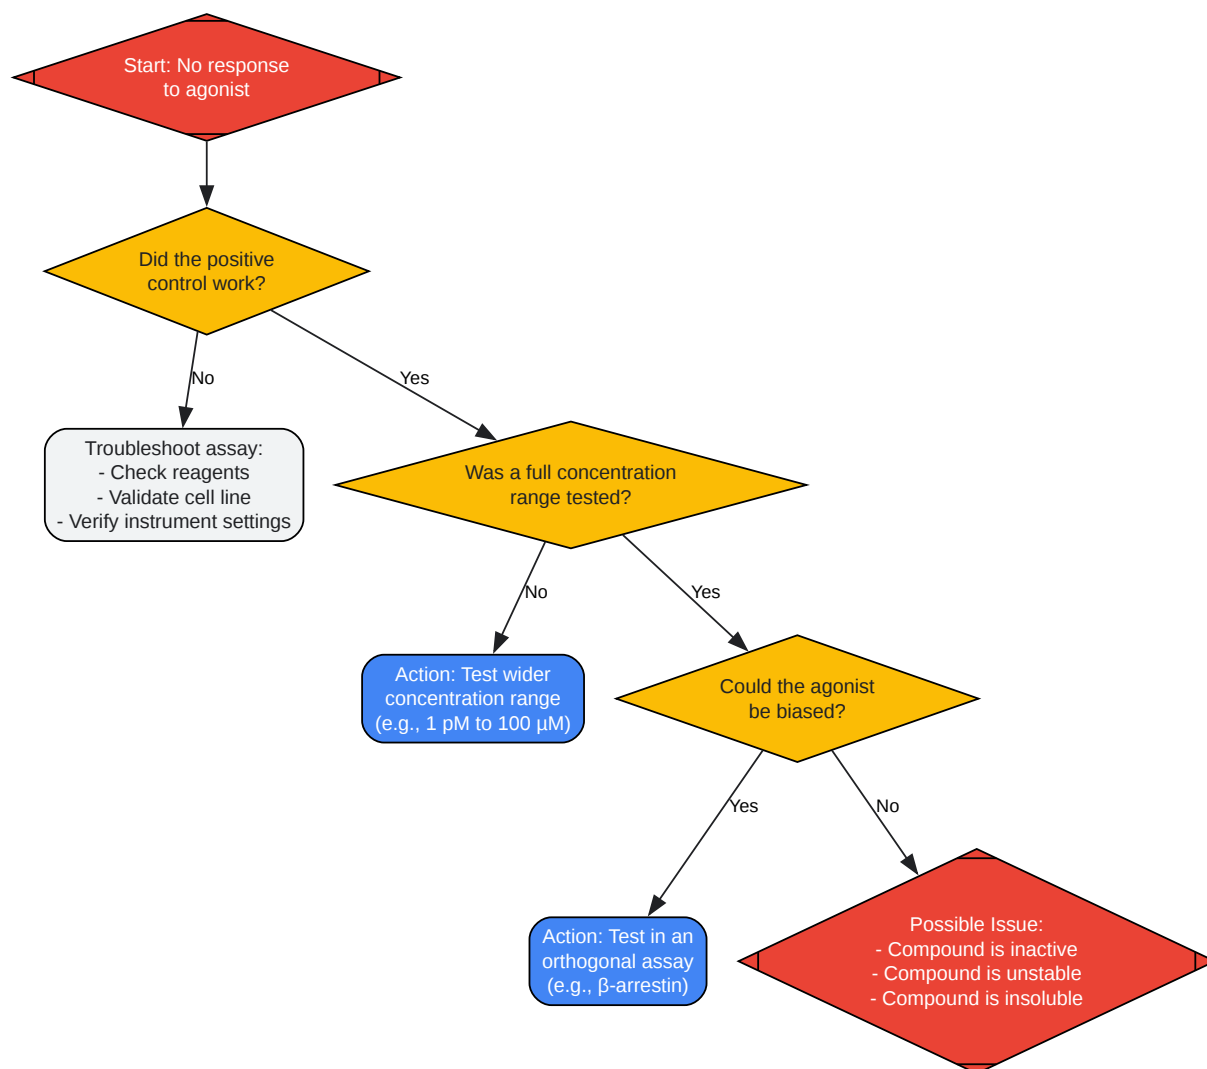 Start: No response
to agonist
Did the positive
control work?
No
Yes
Troubleshoot assay:
- Check reagents
- Validate cell line
- Verify instrument settings
Was a full concentration
range tested?
No
Yes
Action: Test wider
concentration range
(e.g., 1 pM to 100 µM)
Could the agonist
be biased?
Yes
No
Action: Test in an
orthogonal assay
(e.g., β-arrestin)
Possible Issue:
- Compound is inactive
- Compound is unstable
- Compound is insoluble